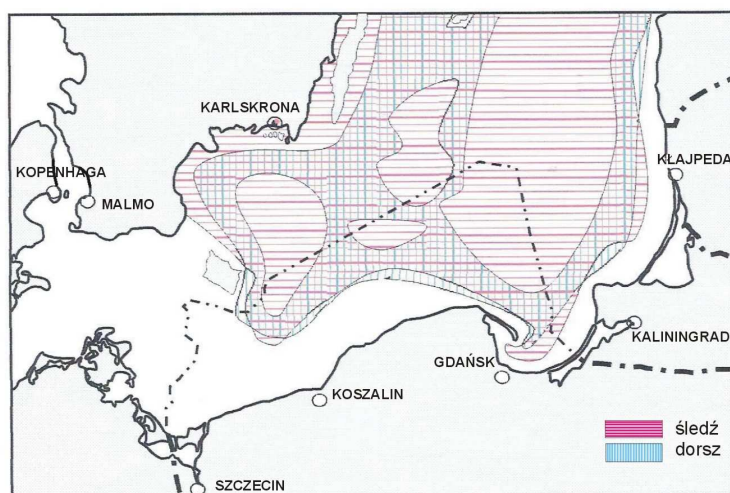 KARLSKRONA
KOPENHAGA
MALMO
KŁAJPEDA
KALININGRAD
GDAŃSK
KOSZALIN
SZCZECIN
śledź
dorsz